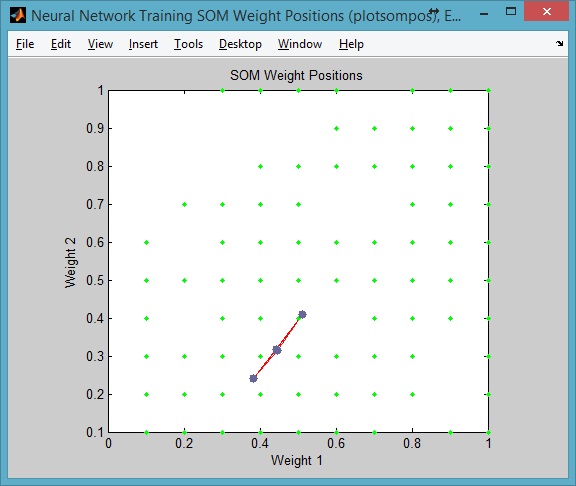 Neural Network Training SOM Weight Positions (plotsompos), E...
File Edit View Insert Tools Desktop Window Help
SOM Weight Positions
1
0.9
0.8
0.7
0.6
0.5
0.4
0.3
0.2
0.1
Weight 2
0 0.2 0.4 0.6 0.8 1
Weight 1